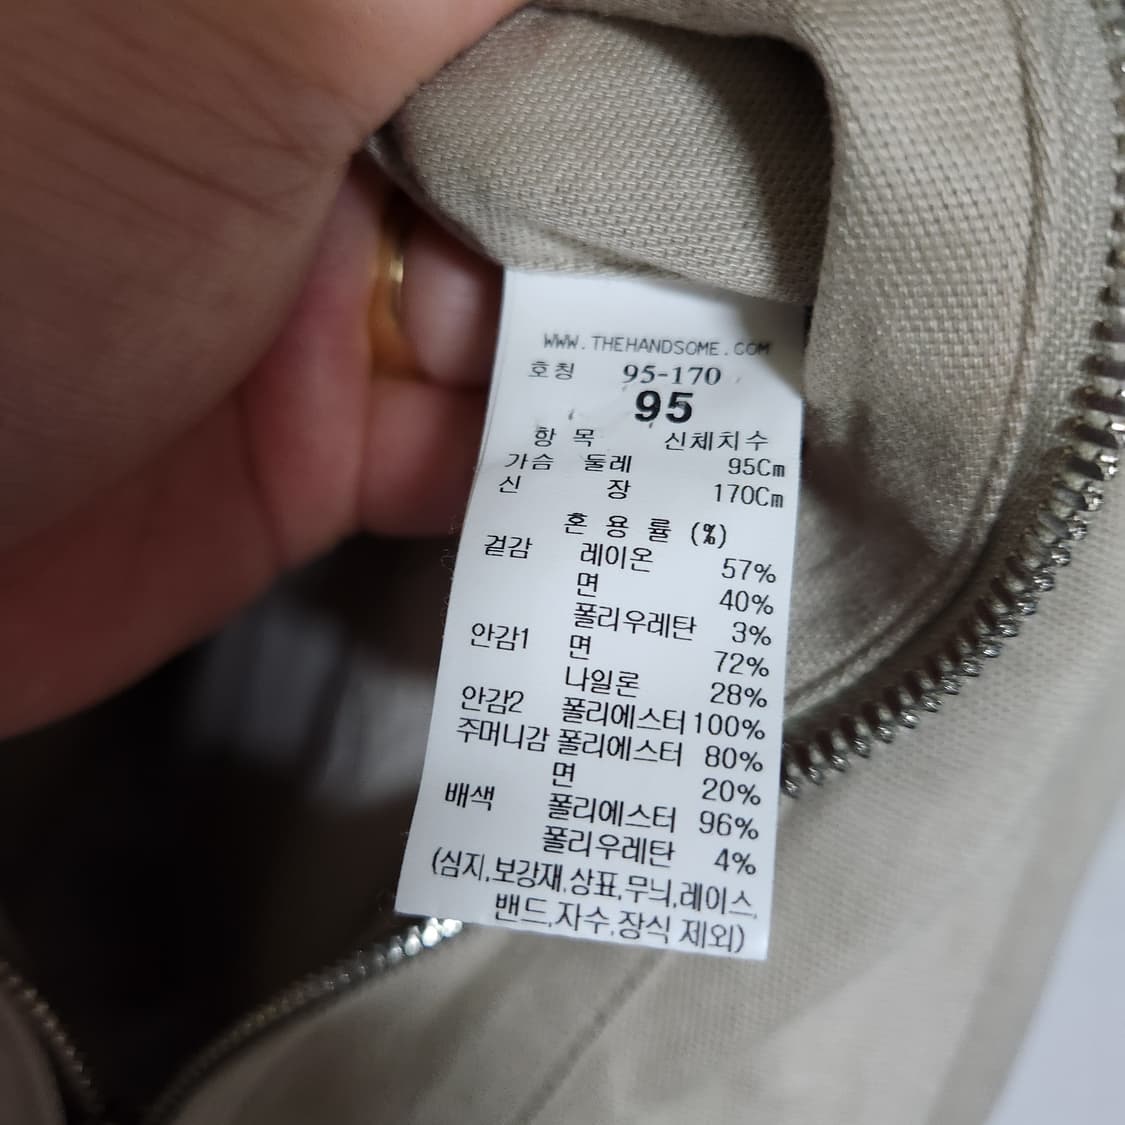 WWW.THEHANDSOME.COM
호칭 95-170
95
항 목 신체치수
가슴 둘레 95Cm
신 장 170Cm
혼 용 률 (%)
겉감 레이온 57%
면 40%
폴리우레탄 3%
안감1 면 72%
나일론 28%
안감2 폴리에스터 100%
주머니감 폴리에스터 80%
면 20%
배색 폴리에스터 96%
폴리우레탄 4%
(심지,보강재,상표,무늬,레이스,
밴드,자수,장식 제외)